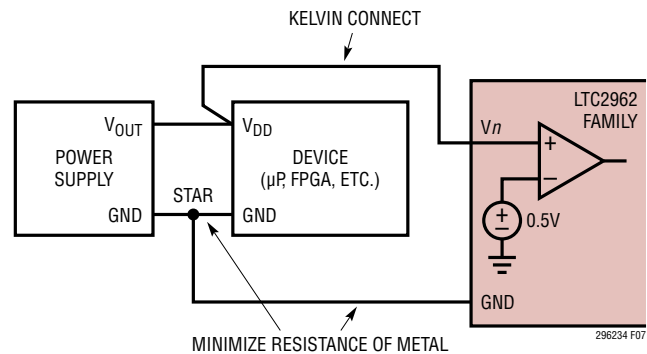 KELVIN CONNECT
LTC2962
FAMILY
VOUT
VDD
Vn
+
POWER
SUPPLY
DEVICE
(µP, FPGA, ETC.)
−
STAR
+
−
0.5V
GND
GND
GND
MINIMIZE RESISTANCE OF METAL
296234 F07